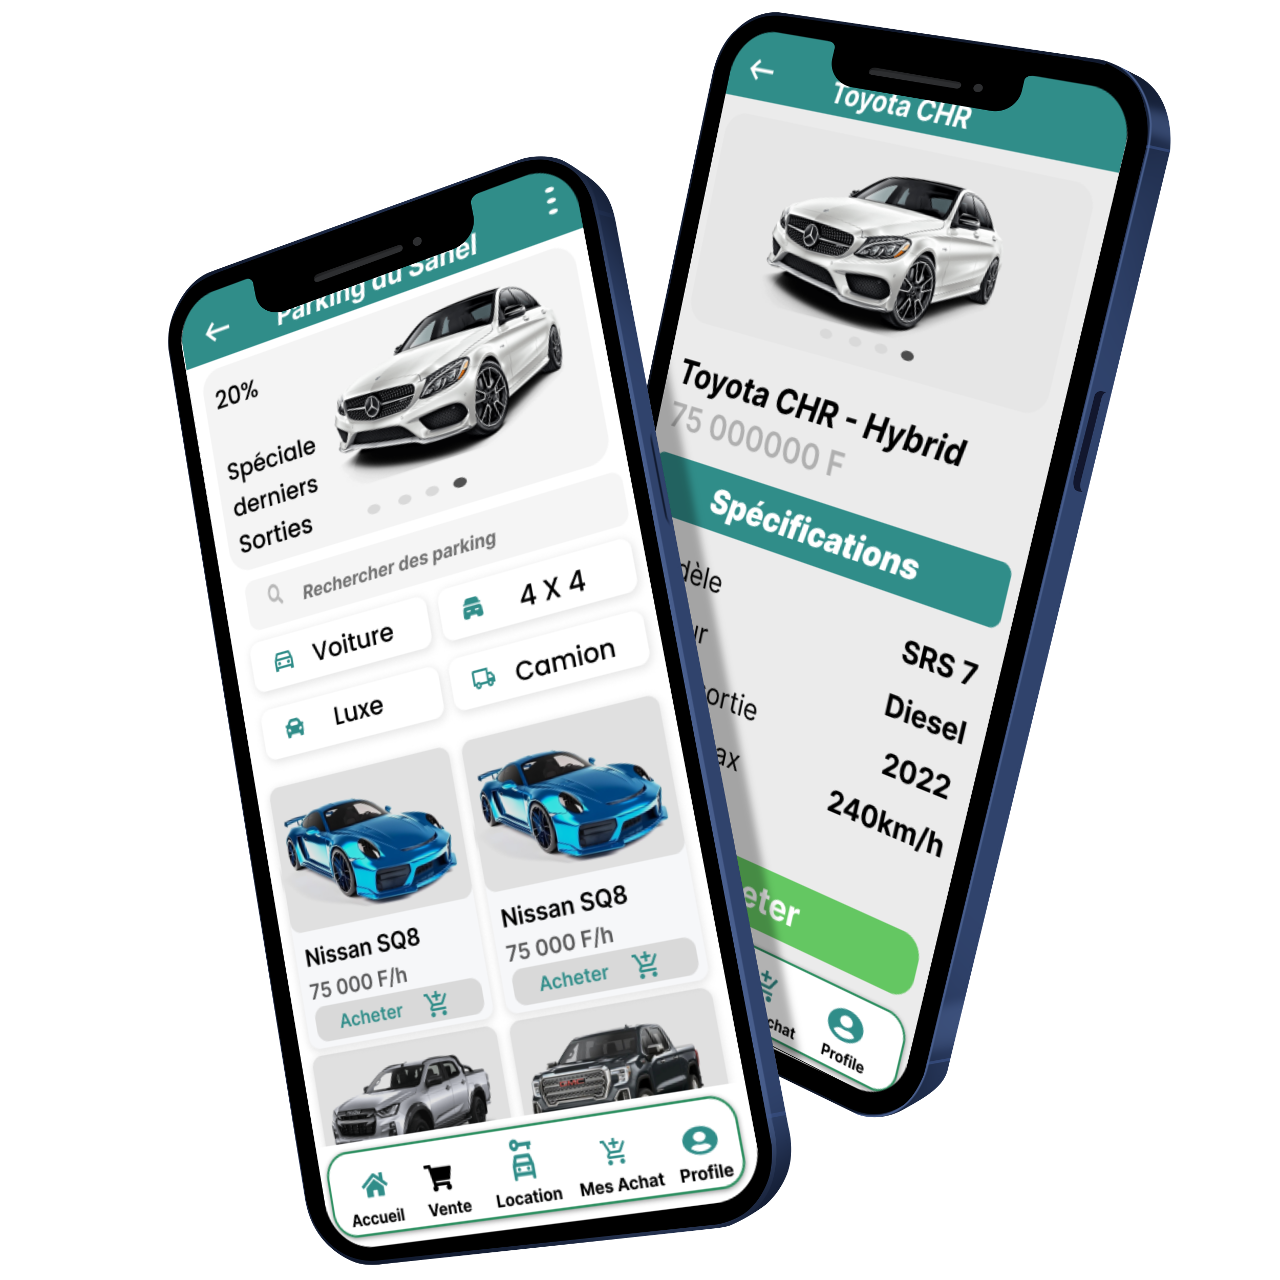 Parking du Sahel
20%
Spéciale
derniers
Sorties
Rechercher des parking
Voiture
4 X 4
Luxe
Camion
Nissan SQ8
75 000 F/h
Acheter
Nissan SQ8
75 000 F/h
Acheter
GMC
Accueil
Vente
Location
Mes Achat
Profile
Toyota CHR
Toyota CHR - Hybrid
75 000000 F
Spécifications
dèle
SRS 7
ur
Diesel
ortie
2022
ax
240km/h
eter
chat
Profile